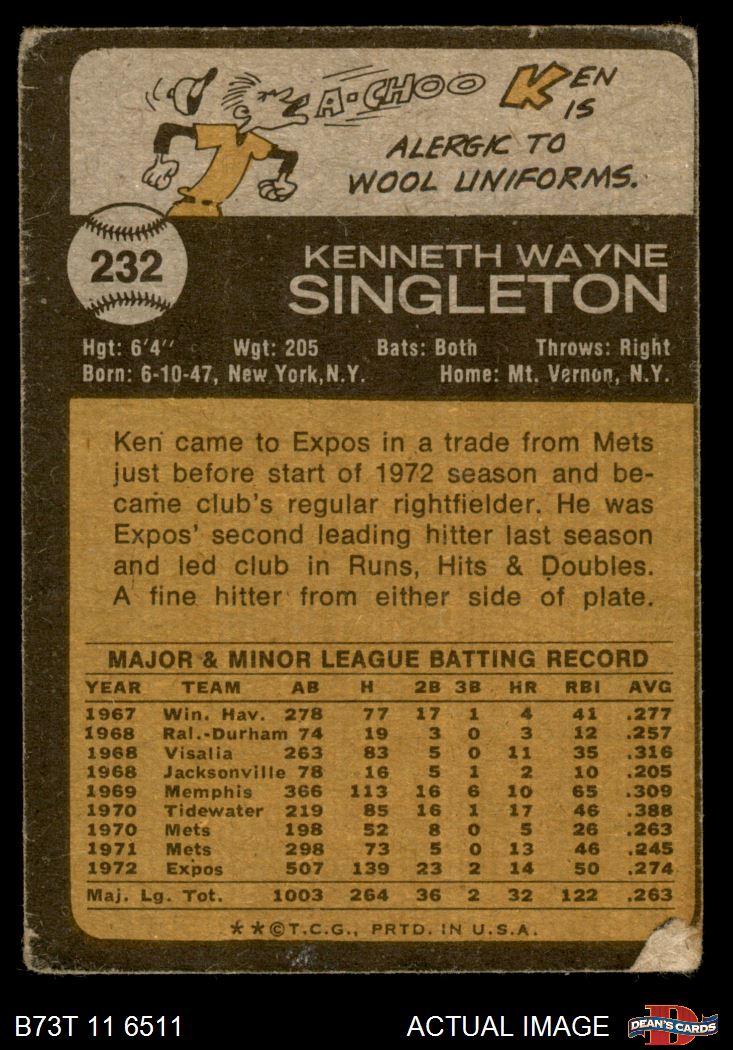 A-CHOO KEN
IS
ALERGIC TO
WOOL UNIFORMS.
232
KENNETH WAYNE
SINGLETON
Hgt: 6'4" Wgt: 205 Bats: Both Throws: Right
Born: 6-10-47, New York, N.Y. Home: Mt. Vernon, N.Y.
Ken came to Expos in a trade from Mets
just before start of 1972 season and be-
came club's regular rightfielder. He was
Expos' second leading hitter last season
and led club in Runs, Hits & Doubles.
A fine hitter from either side of plate.
MAJOR & MINOR LEAGUE BATTING RECORD
YEAR TEAM AB H 2B 3B HR RBI AVG
1967 Win. Hav. 278 77 17 1 4 41 .277
1968 Ral.-Durham 74 19 3 0 3 12 .257
1968 Visalia 263 83 5 0 11 35 .316
1968 Jacksonville 78 16 5 1 2 10 .205
1969 Memphis 366 113 16 6 10 65 .309
1970 Tidewater 219 85 16 1 17 46 .388
1970 Mets 198 52 8 0 5 26 .263
1971 Mets 298 73 5 0 13 46 .245
1972 Expos 507 139 23 2 14 50 .274
Maj. Lg. Tot. 1003 264 36 2 32 122 .263
**©T.C.G., PRTD. IN U.S.A.
B73T 11 6511 ACTUAL IMAGE D DEAN'S CARDS